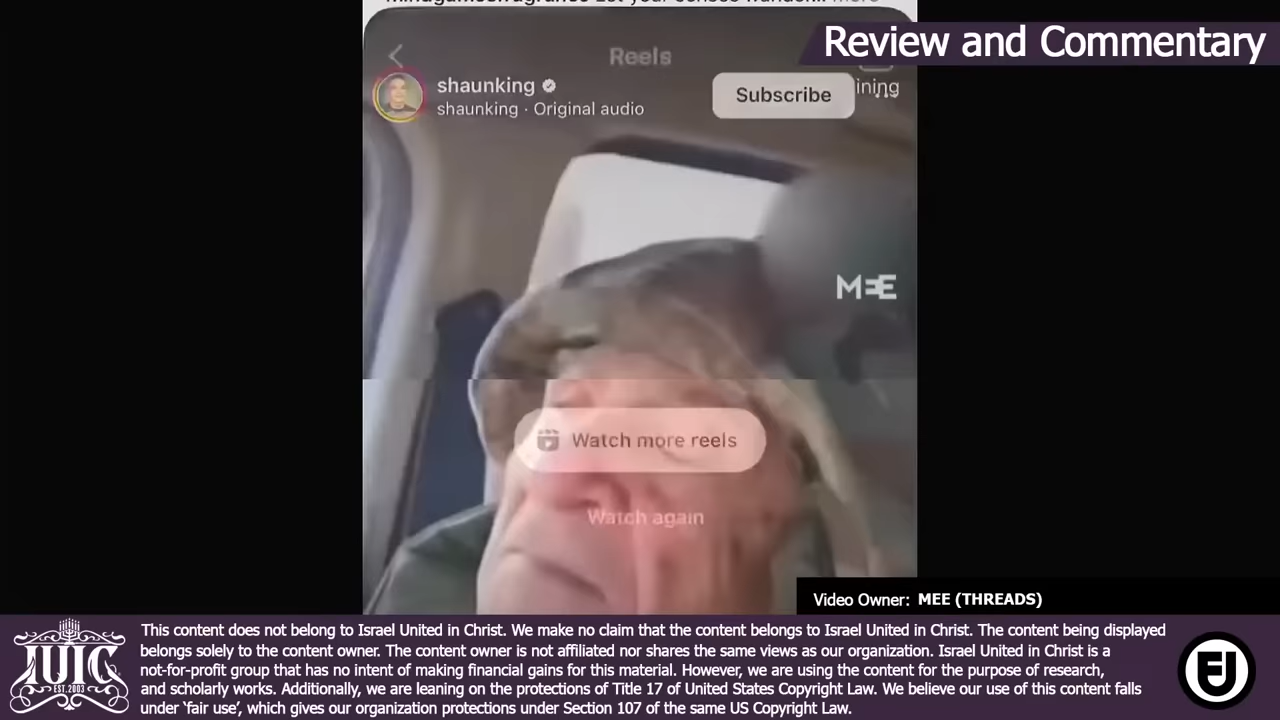 Review and Commentary
Reels
shaunking
ining
shaunking · Original audio
Subscribe
MEE
Watch more reels
Watch again
Video Owner: MEE (THREADS)
This content does not belong to Israel United in Christ. We make no claim that the content belongs to Israel United in Christ. The content being displayed
belongs solely to the content owner. The content owner is not affiliated nor shares the same views as our organization. Israel United in Christ is a
not-for-profit group that has no intent of making financial gains for this material. However, we are using the content for the purpose of research,
and scholarly works. Additionally, we are leaning on the protections of Title 17 of United States Copyright Law. We believe our use of this content falls
under ‘fair use’, which gives our organization protections under Section 107 of the same US Copyright Law.
IUIC
EST. 2003